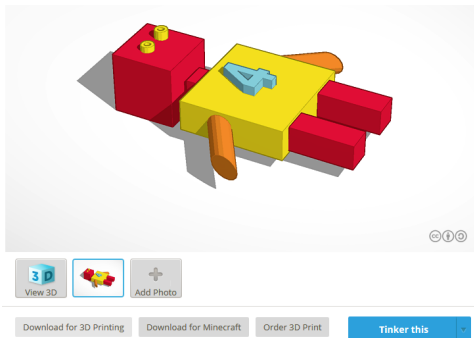 4
3D
View 3D
Add Photo
Download for 3D Printing
Download for Minecraft
Order 3D Print
Tinker this